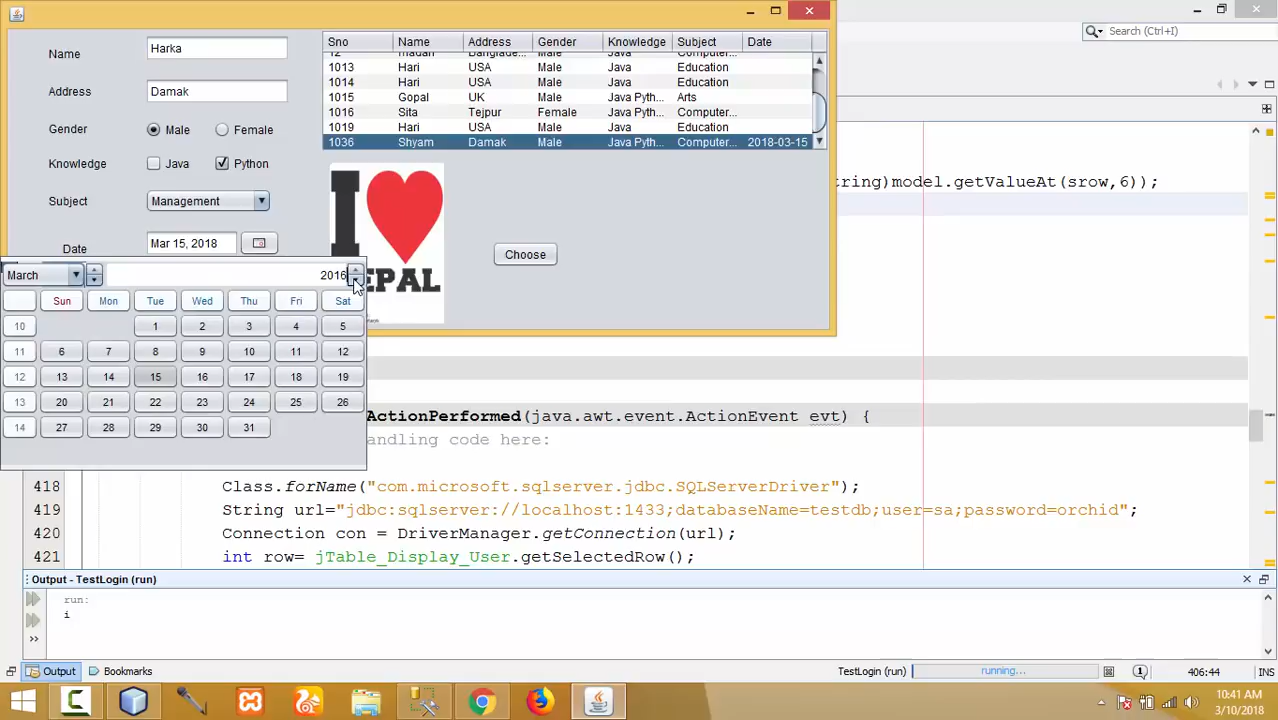 Name Harka
Address Damak
Gender Male Female
Knowledge Java Python
Subject Management
Date Mar 15, 2018
Sno Name Address Gender Knowledge Subject Date
12 madan Banglade... Male Java Computer...
1013 Hari USA Male Java Education
1014 Hari USA Male Java Education
1015 Gopal UK Male Java Pyth... Arts
1016 Sita Tejpur Female Java Pyth... Computer...
1019 Hari USA Male Java Education
1036 Shyam Damak Male Java Pyth... Computer... 2018-03-15
I
EPAL
Choose
March 2016
Sun Mon Tue Wed Thu Fri Sat
10 1 2 3 4 5
11 6 7 8 9 10 11 12
12 13 14 15 16 17 18 19
13 20 21 22 23 24 25 26
14 27 28 29 30 31
Search (Ctrl+I)
ring)model.getValueAt(srow,6));
ActionPerformed(java.awt.event.ActionEvent evt) {
andling code here:
418 Class.forName("com.microsoft.sqlserver.jdbc.SQLServerDriver");
419 String url="jdbc:sqlserver://localhost:1433;databaseName=testdb;user=sa;password=orchid";
420 Connection con = DriverManager.getConnection(url);
421 int row= jTable_Display_User.getSelectedRow();
Output - TestLogin (run)
run:
i
Output Bookmarks TestLogin (run) running... 406:44 INS
10:41 AM
3/10/2018